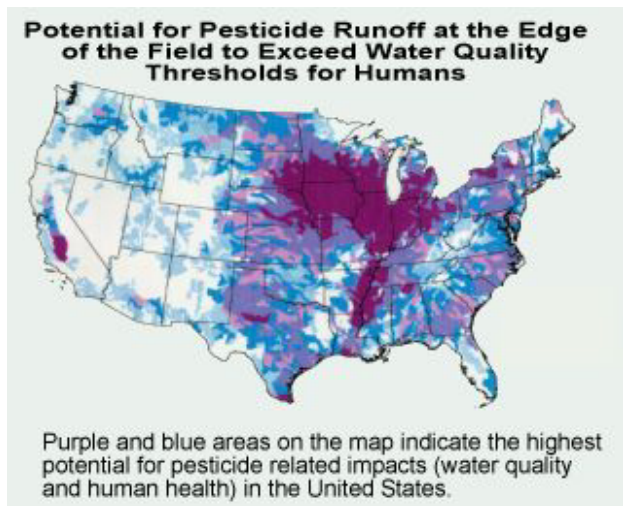 Potential for Pesticide Runoff at the Edge
of the Field to Exceed Water Quality
Thresholds for Humans
Purple and blue areas on the map indicate the highest
potential for pesticide related impacts (water quality
and human health) in the United States.